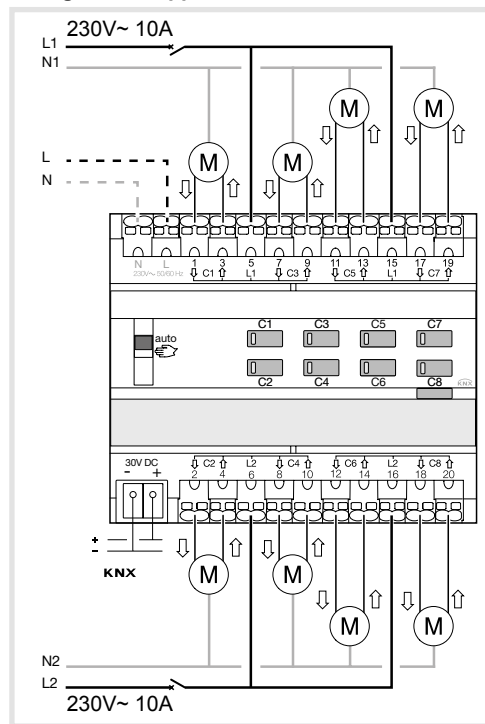 230V~ 10A
L1
N1
M M
M M
L
N
N L 1 3 5 7 9 11 13 15 17 19
230V~ 50/60 Hz C1 L1 C3 C5 L1 C7
auto
C1 C3 C5 C7
C2 C4 C6 C8 KNX
30V DC
- +
C2 L2 C4 C6 L2 C8
2 4 6 8 10 12 14 16 18 20
+
-
KNX
M M
M M
N2
L2
230V~ 10A